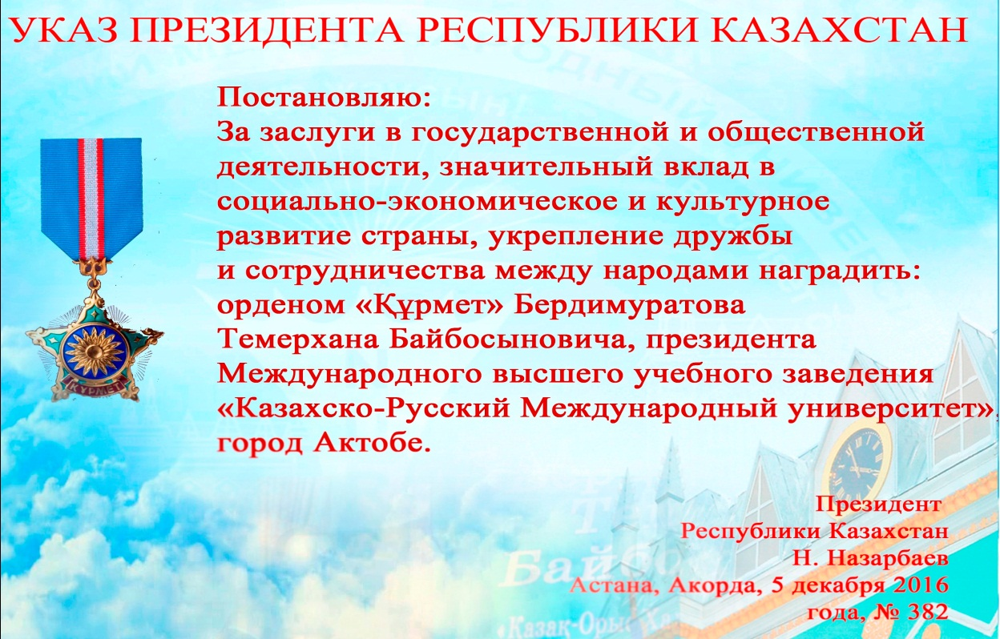 УКАЗ ПРЕЗИДЕНТА РЕСПУБЛИКИ КАЗАХСТАН
Постановляю:
За заслуги в государственной и общественной
деятельности, значительный вклад в
социально-экономическое и культурное
развитие страны, укрепление дружбы
и сотрудничества между народами наградить:
орденом «Құрмет» Бердимуратова
Темерхана Байбосыновича, президента
Международного высшего учебного заведения
«Казахско-Русский Международный университет»,
город Актобе.
ҚҰРМЕТ
Президент
Республики Казахстан
Н. Назарбаев
Астана, Акорда, 5 декабря 2016
года, № 382